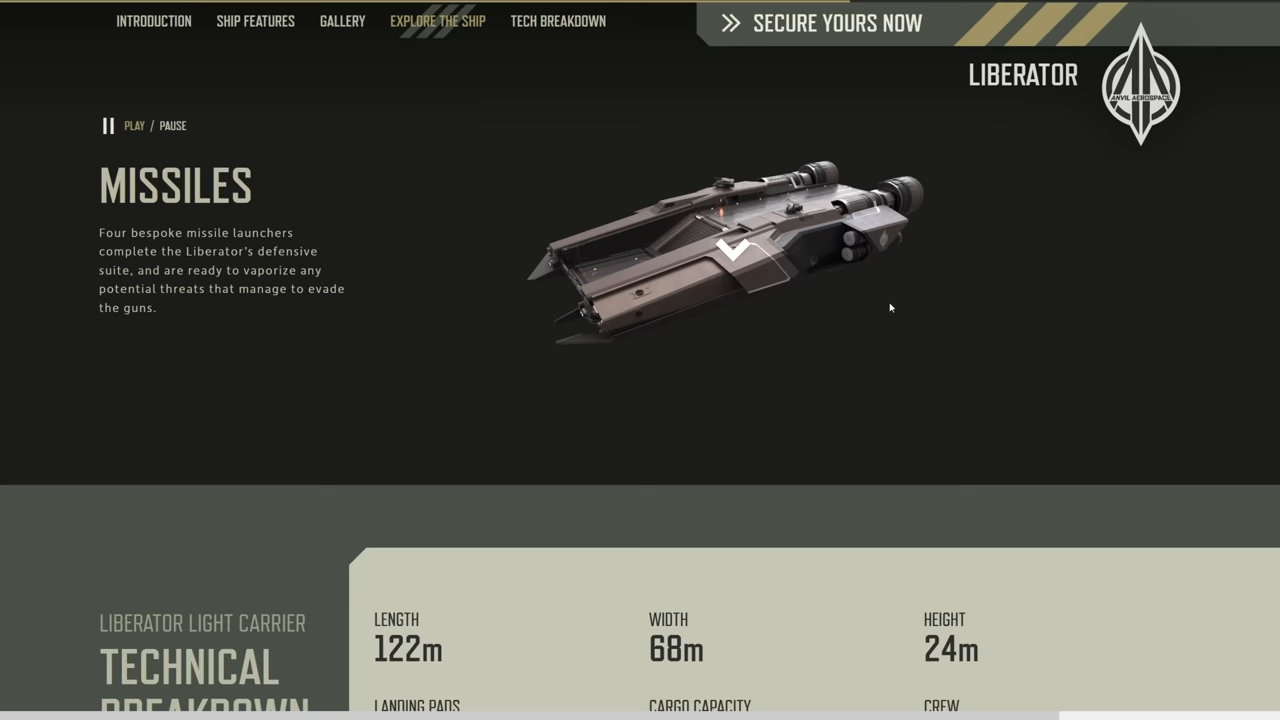 INTRODUCTION SHIP FEATURES GALLERY EXPLORE THE SHIP TECH BREAKDOWN
SECURE YOURS NOW
LIBERATOR
ANVIL AEROSPACE
PLAY / PAUSE
MISSILES
Four bespoke missile launchers
complete the Liberator's defensive
suite, and are ready to vaporize any
potential threats that manage to evade
the guns.
LIBERATOR LIGHT CARRIER
TECHNICAL
BREAKDOWN
LENGTH WIDTH HEIGHT
122m 68m 24m
LANDING PADS CARGO CAPACITY CREW